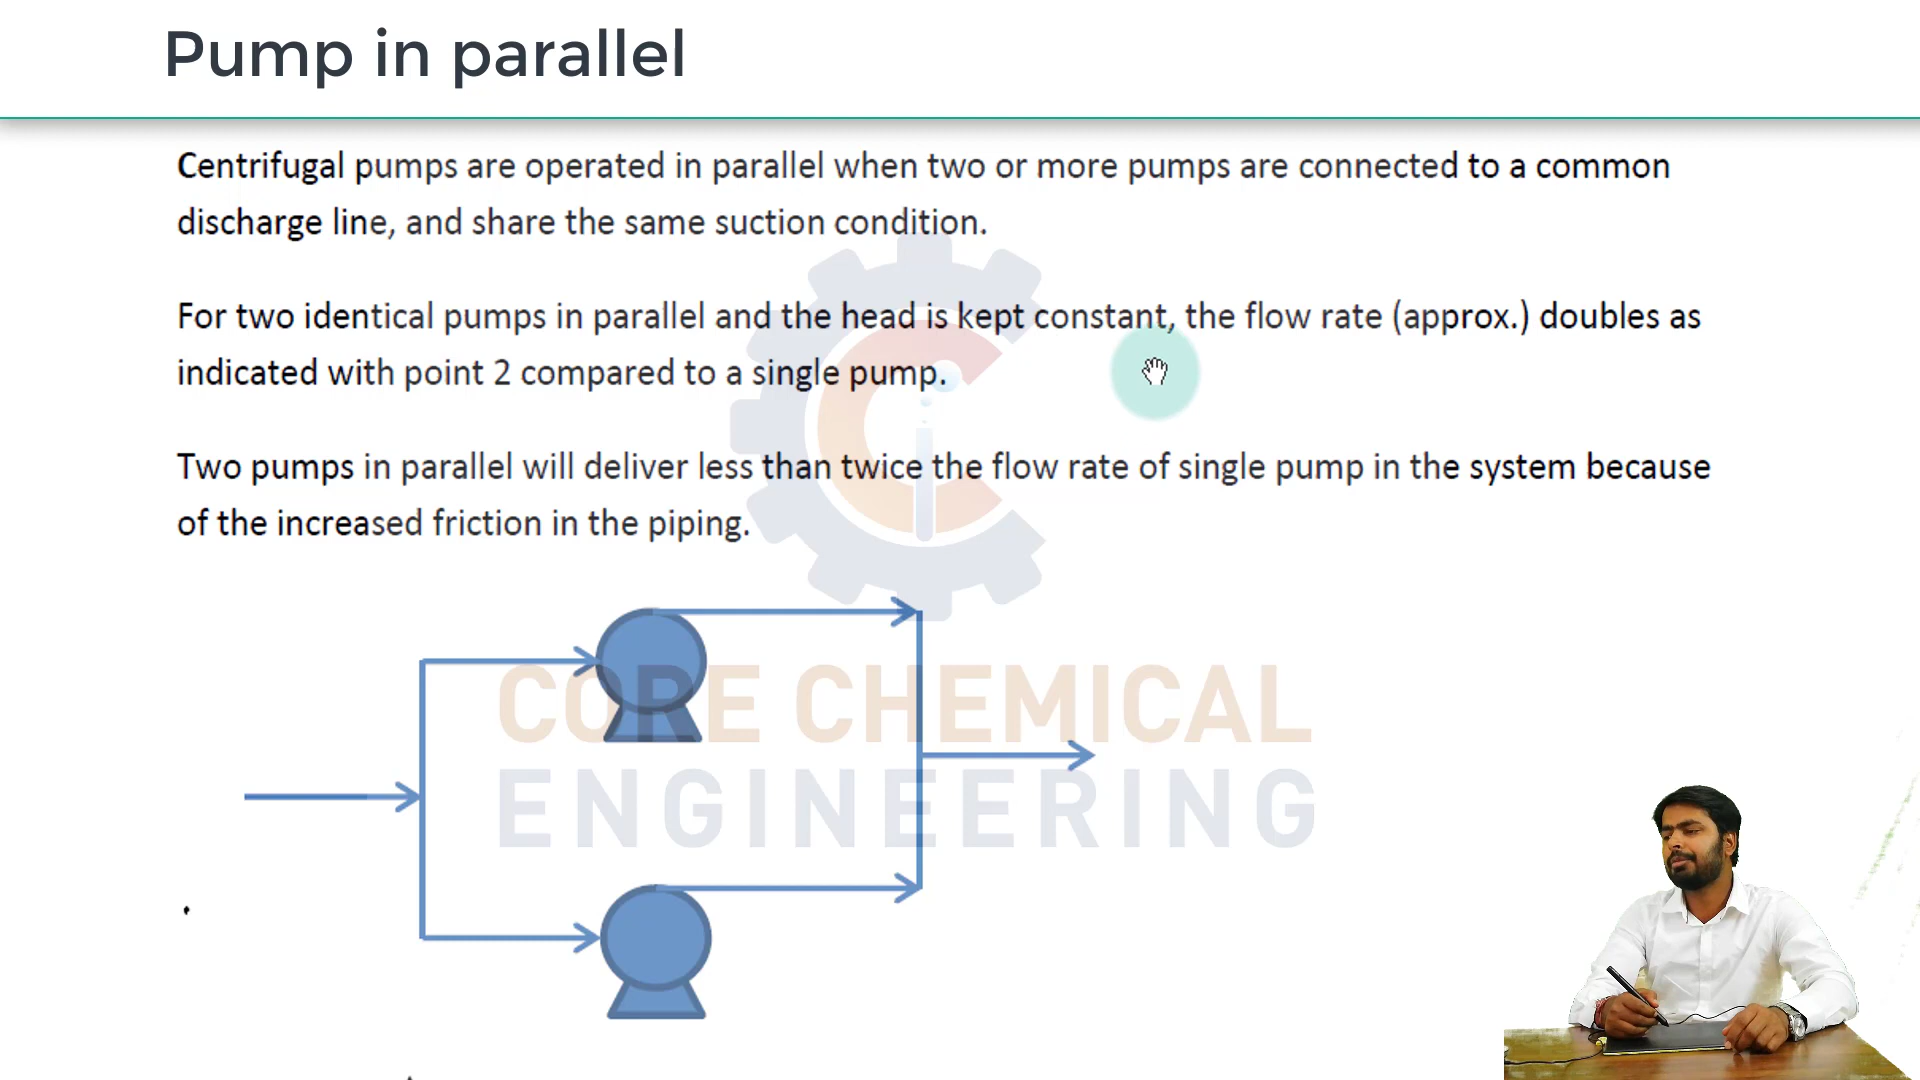 Pump in parallel
Centrifugal pumps are operated in parallel when two or more pumps are connected to a common
discharge line, and share the same suction condition.
For two identical pumps in parallel and the head is kept constant, the flow rate (approx.) doubles as
indicated with point 2 compared to a single pump.
Two pumps in parallel will deliver less than twice the flow rate of single pump in the system because
of the increased friction in the piping.
CORE CHEMICAL
ENGINEERING